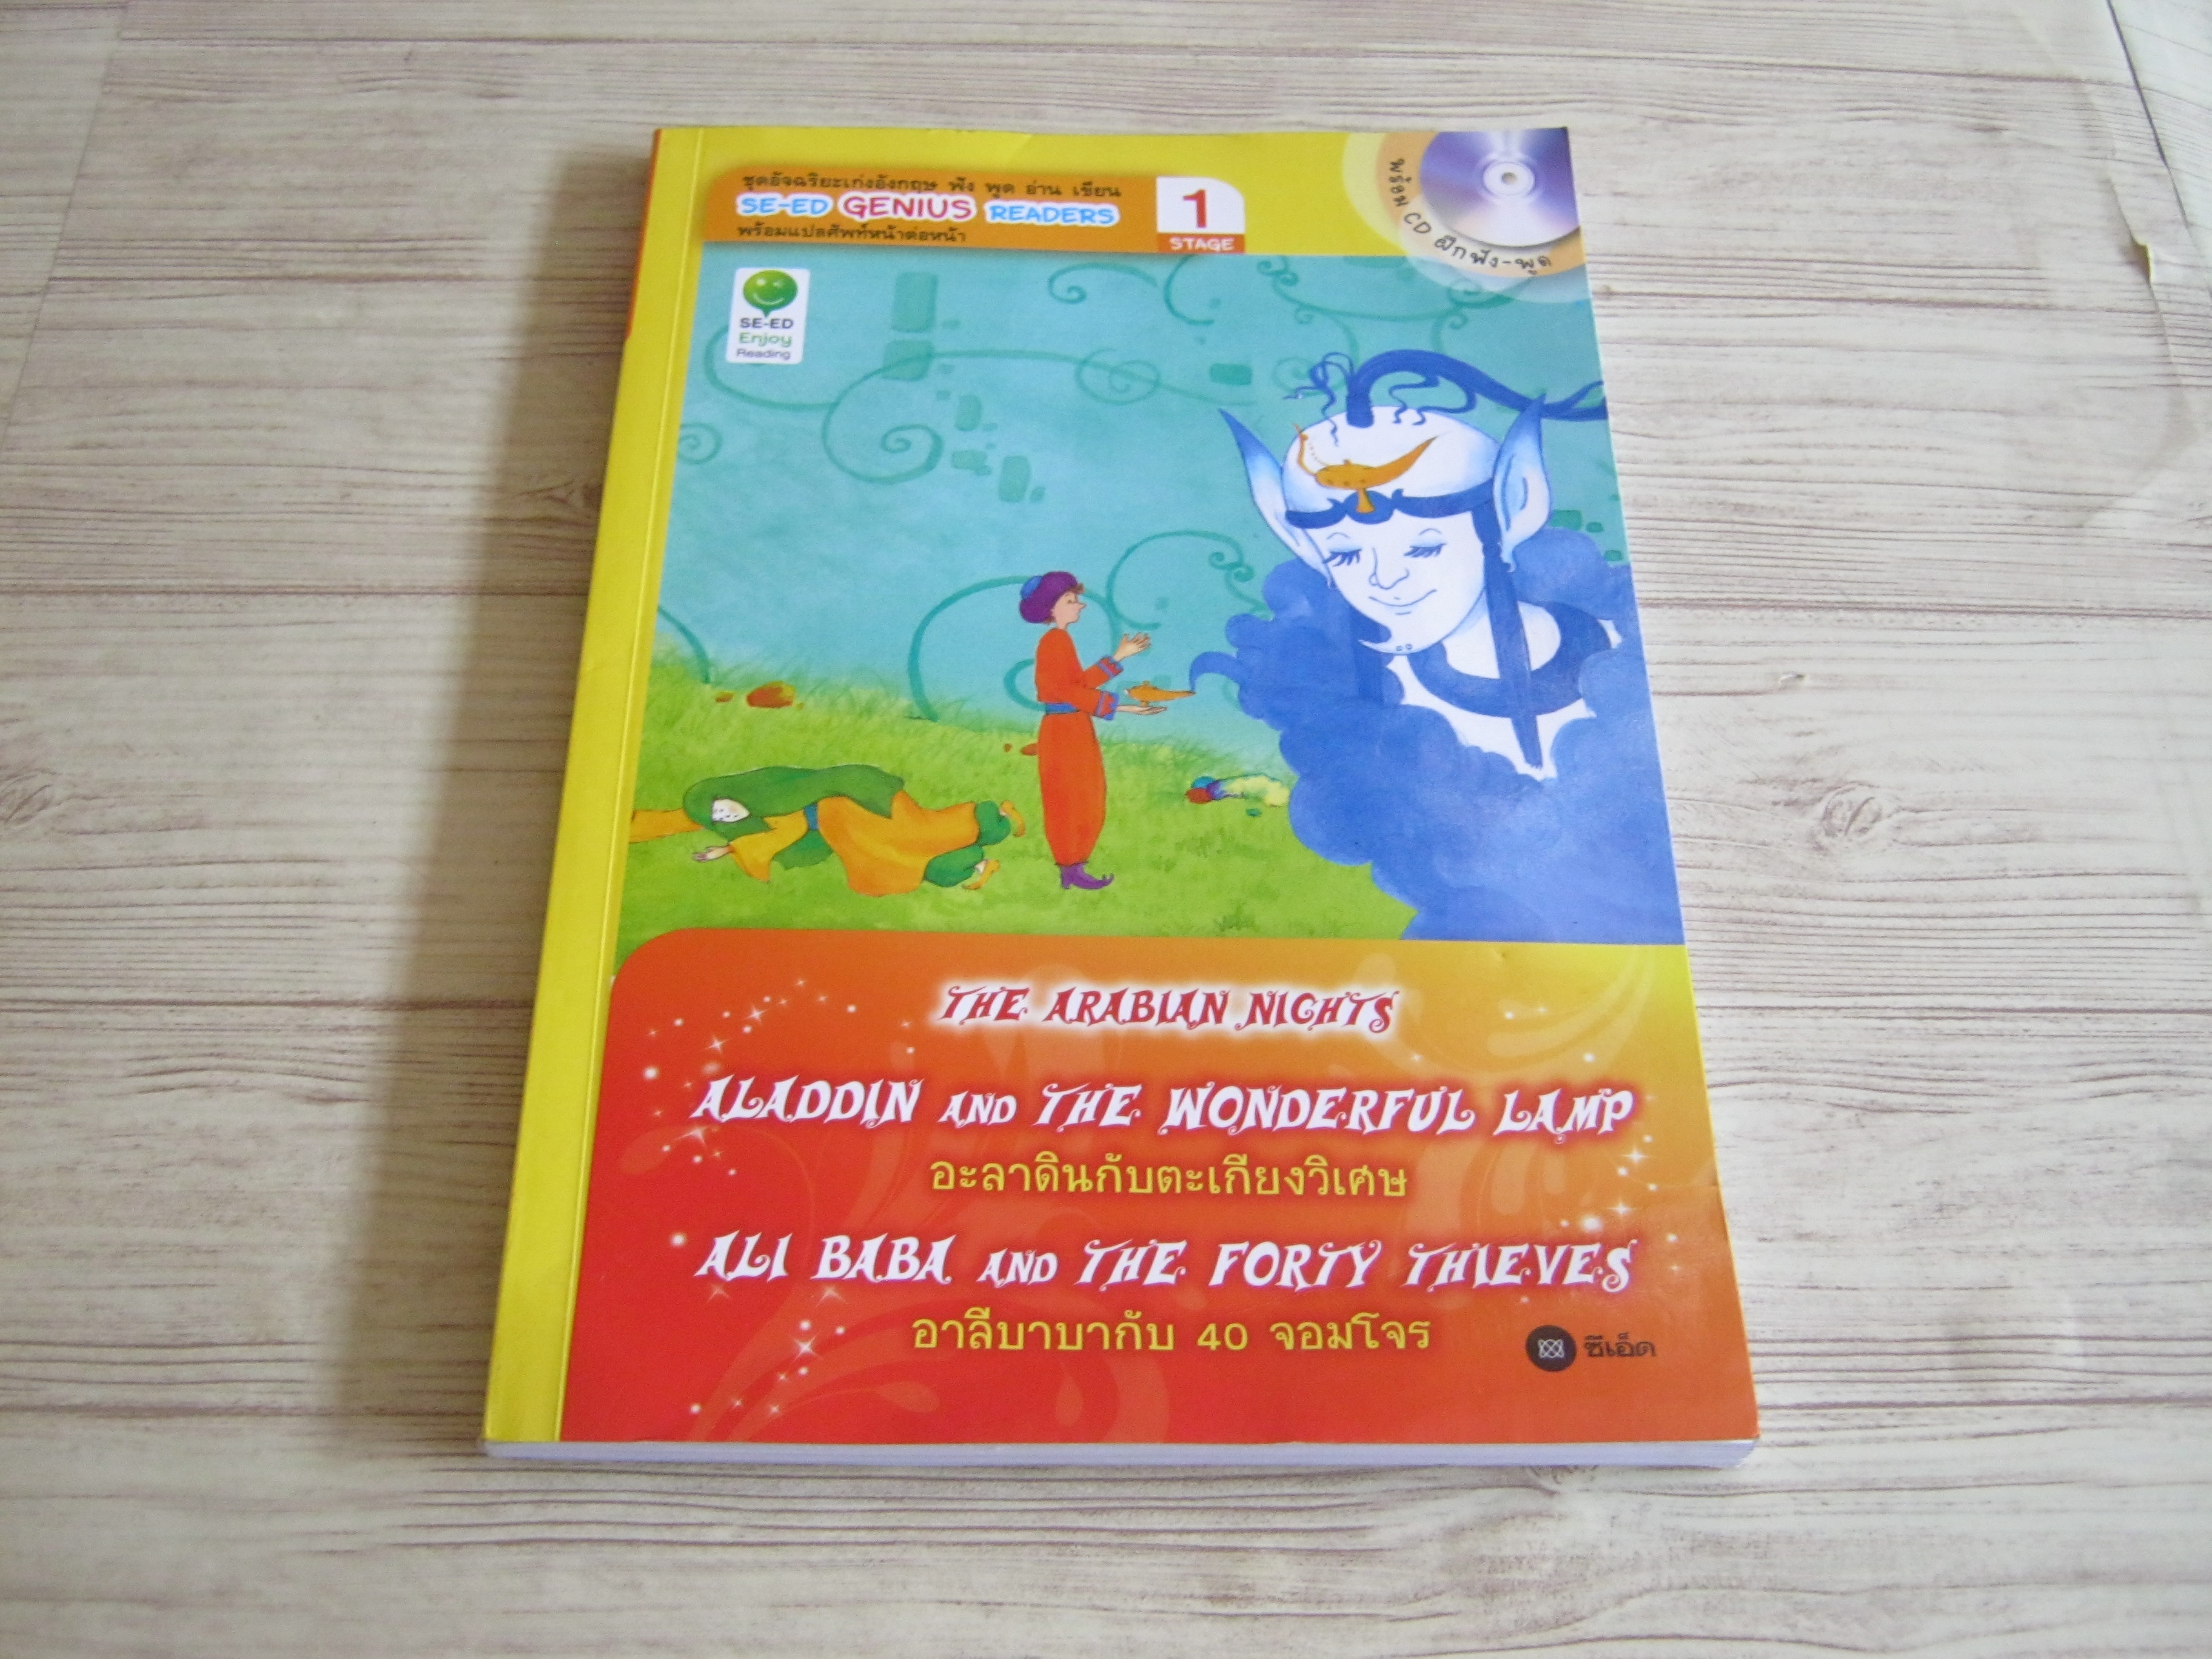 ชุดอัจฉริยะเก่งอังกฤษ ฟัง พูด อ่าน เขียน
SE-ED GENIUS READERS
พร้อมแปลศัพท์หน้าต่อหน้า
1
STAGE
พร้อม CD ฝึกฟัง-พูด
SE-ED
Enjoy
Reading
THE ARABIAN NIGHTS
ALADDIN AND THE WONDERFUL LAMP
อะลาดินกับตะเกียงวิเศษ
ALI BABA AND THE FORTY THIEVES
อาลีบาบากับ 40 จอมโจร
ซีเอ็ด